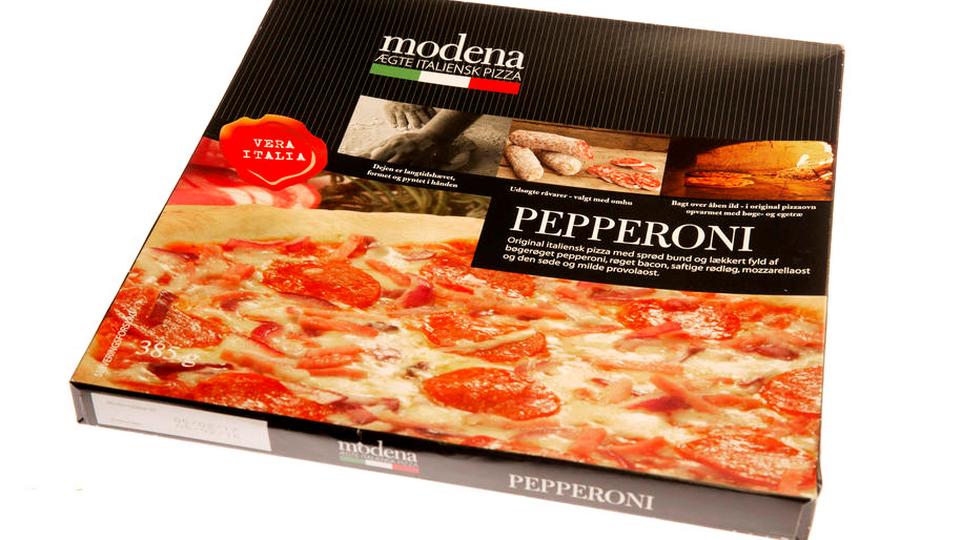 modena
ÆGTE ITALIENSK PIZZA
VERA
ITALIA
Dejen er langtidshævet,
formet og pyntet i hånden
Udsøgte råvarer - valgt med omhu
Bagt over åben ild - i original pizzaovn
opvarmet med bøge- og egetræ
PEPPERONI
Original italiensk pizza med sprød bund og lækkert fyld af
bøgerøget pepperoni, røget bacon, saftige rødløg, mozzarellaost
og den søde og milde provolaost.
SERVERINGSFORSLAG
385 g
modena
ÆGTE ITALIENSK PIZZA
PEPPERONI